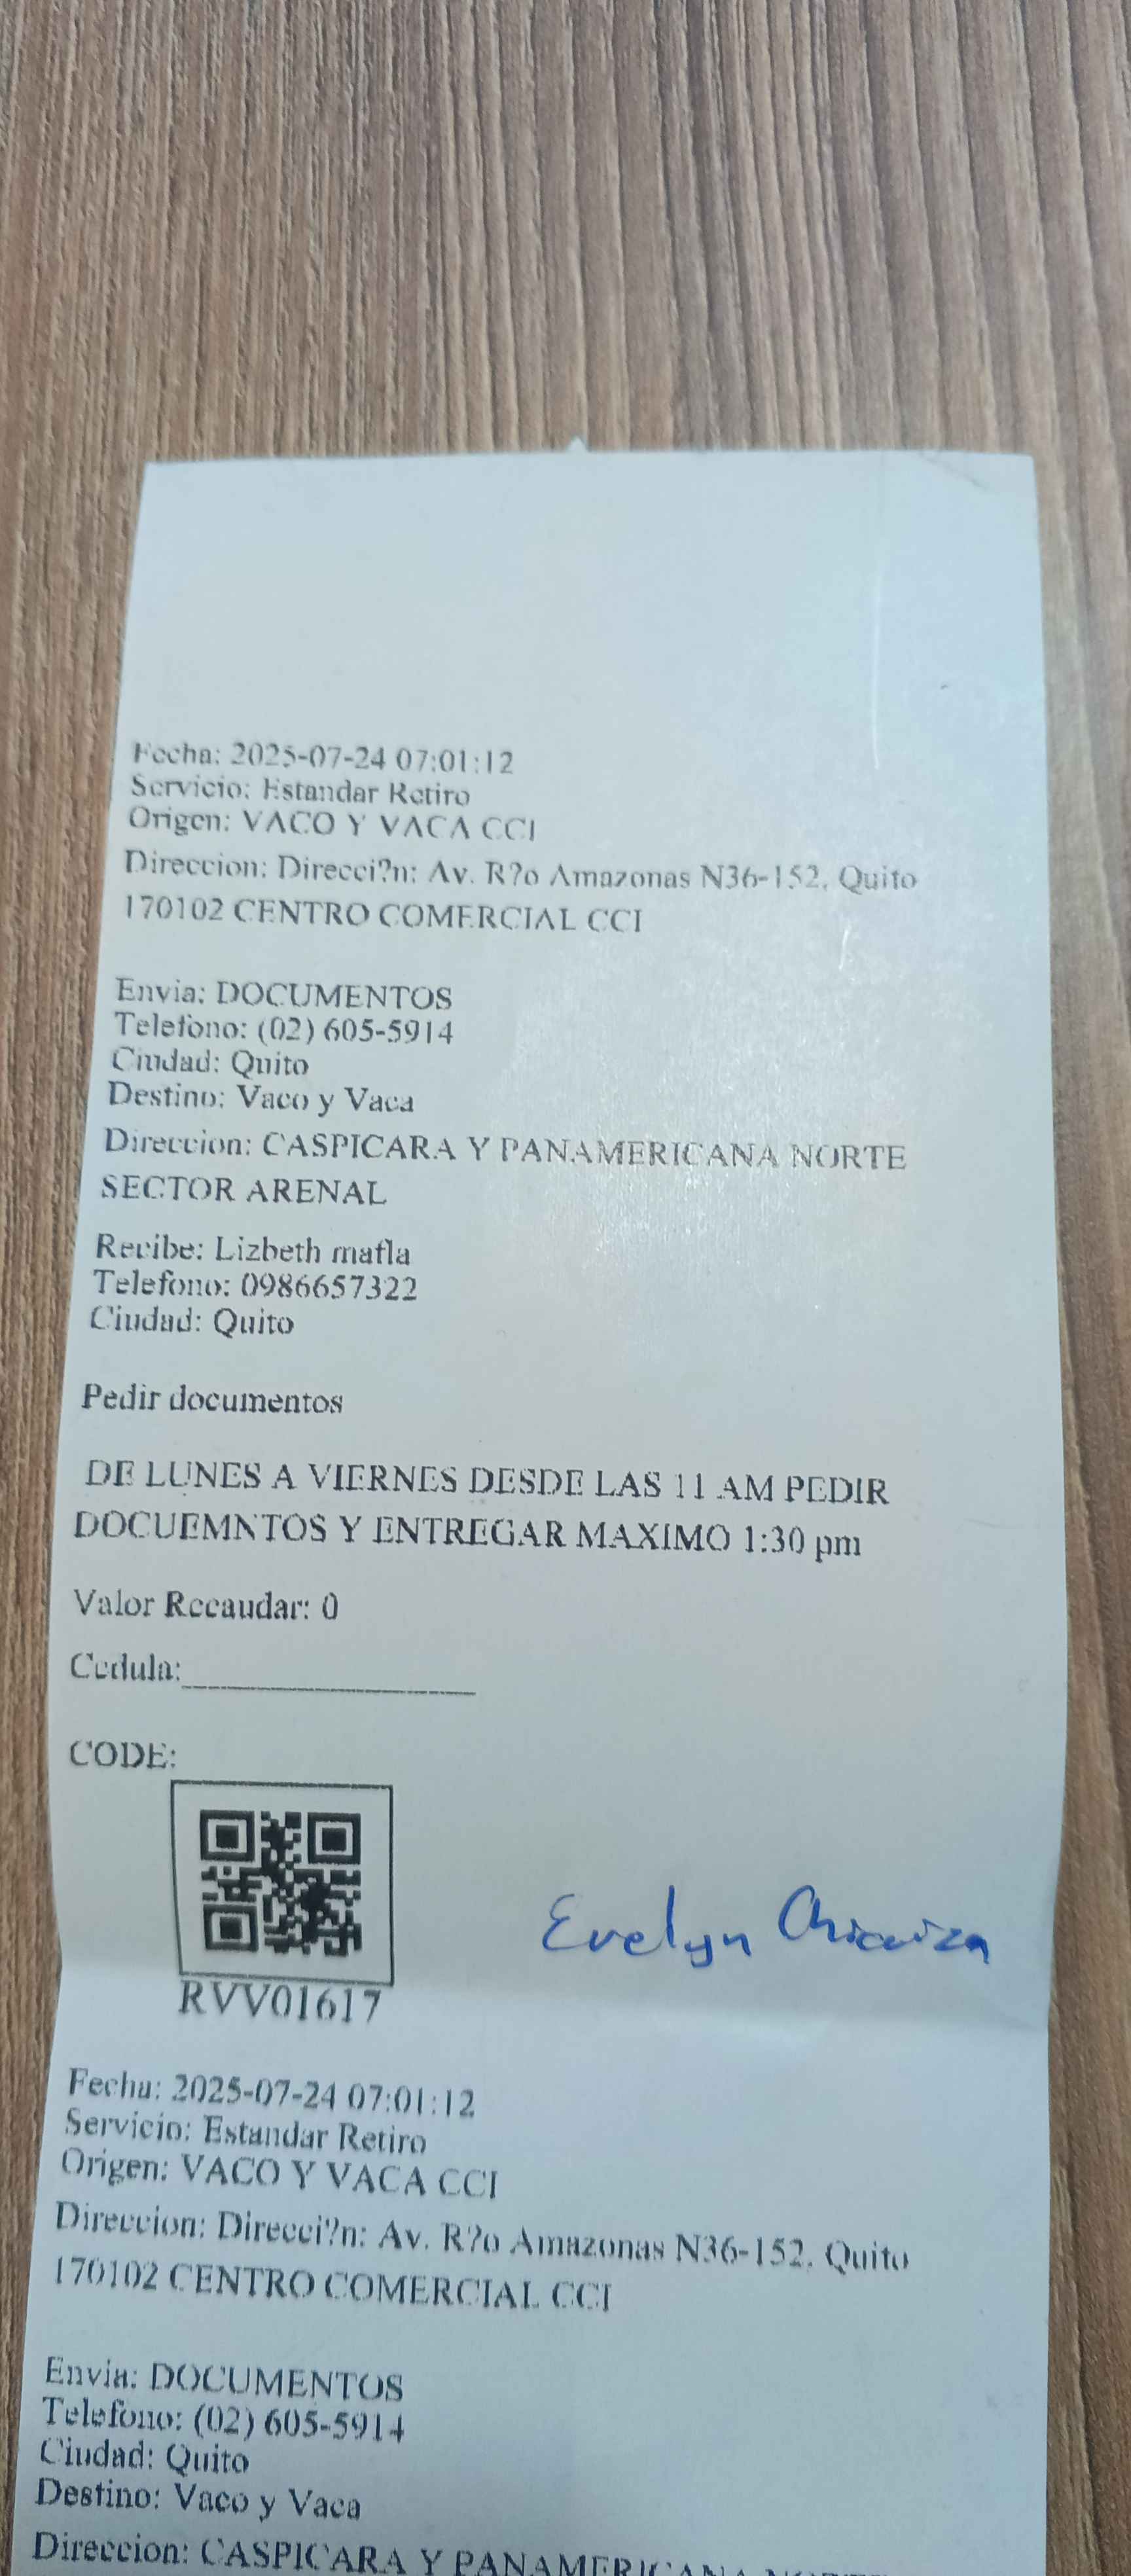 Fecha: 2025-07-24 07:01:12
Servicio: Estandar Retiro
Origen: VACO Y VACA CCI
Direccion: Direcci?n: Av. R?o Amazonas N36-152, Quito
170102 CENTRO COMERCIAL CCI
Envia: DOCUMENTOS
Telefono: (02) 605-5914
Ciudad: Quito
Destino: Vaco y Vaca
Direccion: CASPICARA Y PANAMERICANA NORTE
SECTOR ARENAL
Recibe: Lizbeth mafla
Telefono: 0986657322
Ciudad: Quito
Pedir documentos
DE LUNES A VIERNES DESDE LAS 11 AM PEDIR
DOCUEMNTOS Y ENTREGAR MAXIMO 1:30 pm
Valor Recaudar: 0
Cedula:
CODE:
Evelyn
RVV01617
Fecha: 2025-07-24 07:01:12
Servicio: Estandar Retiro
Origen: VACO Y VACA CCI
Direccion: Direcci?n: Av. R?o Amazonas N36-152, Quito
170102 CENTRO COMERCIAL CCI
Envia: DOCUMENTOS
Telefono: (02) 605-5914
Ciudad: Quito
Destino: Vaco y Vaca
Direccion: CASPICARA Y PANAMERICANA NORTE